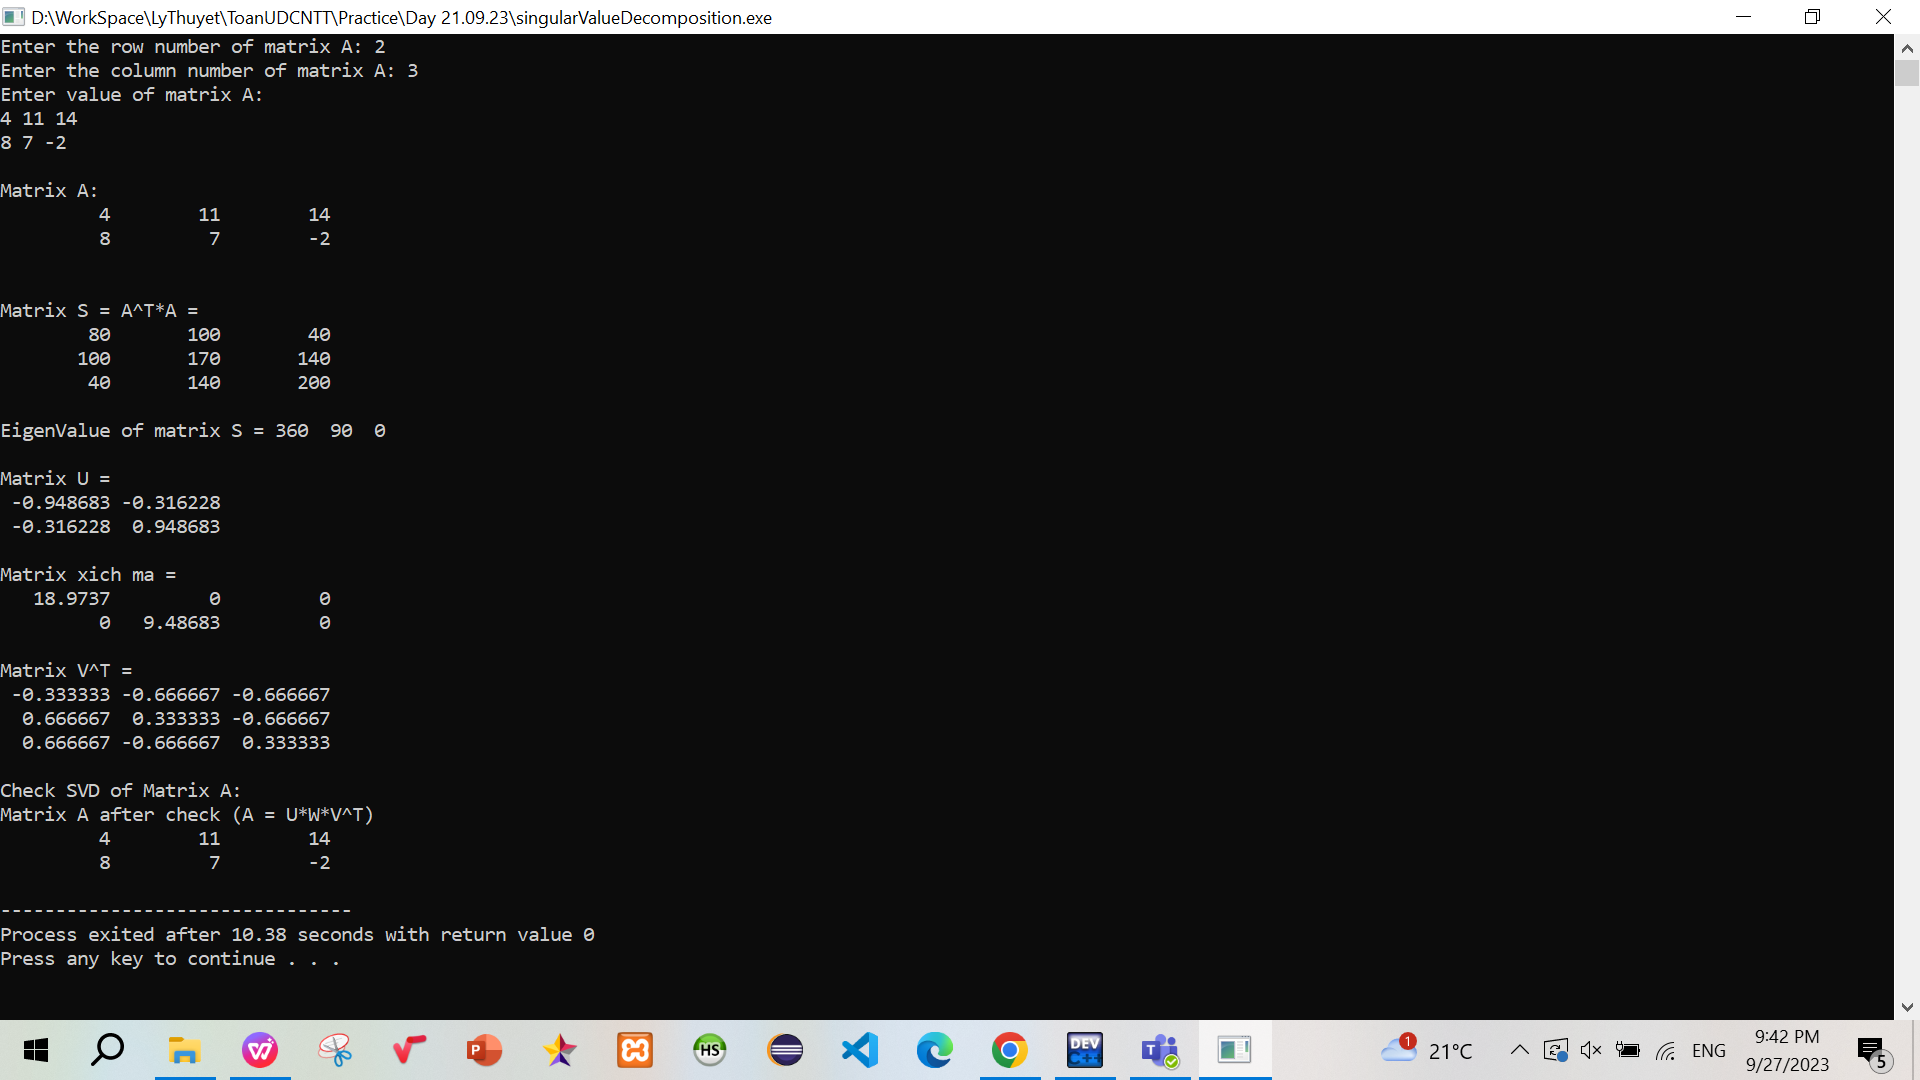 D:\WorkSpace\LyThuyet\ToanUDCNTT\Practice\Day 21.09.23\singularValueDecomposition.exe
Enter the row number of matrix A: 2
Enter the column number of matrix A: 3
Enter value of matrix A:
4 11 14
8 7 -2
Matrix A:
4 11 14
8 7 -2
Matrix S = A^T*A =
80 100 40
100 170 140
40 140 200
EigenValue of matrix S = 360 90 0
Matrix U =
-0.948683 -0.316228
-0.316228 0.948683
Matrix xich ma =
18.9737 0 0
0 9.48683 0
Matrix V^T =
-0.333333 -0.666667 -0.666667
0.666667 0.333333 -0.666667
0.666667 -0.666667 0.333333
Check SVD of Matrix A:
Matrix A after check (A = U*W*V^T)
4 11 14
8 7 -2
--------------------------------
Process exited after 10.38 seconds with return value 0
Press any key to continue . . .
P HS DEV C++ T 1 21°C ENG 9:42 PM
9/27/2023 5